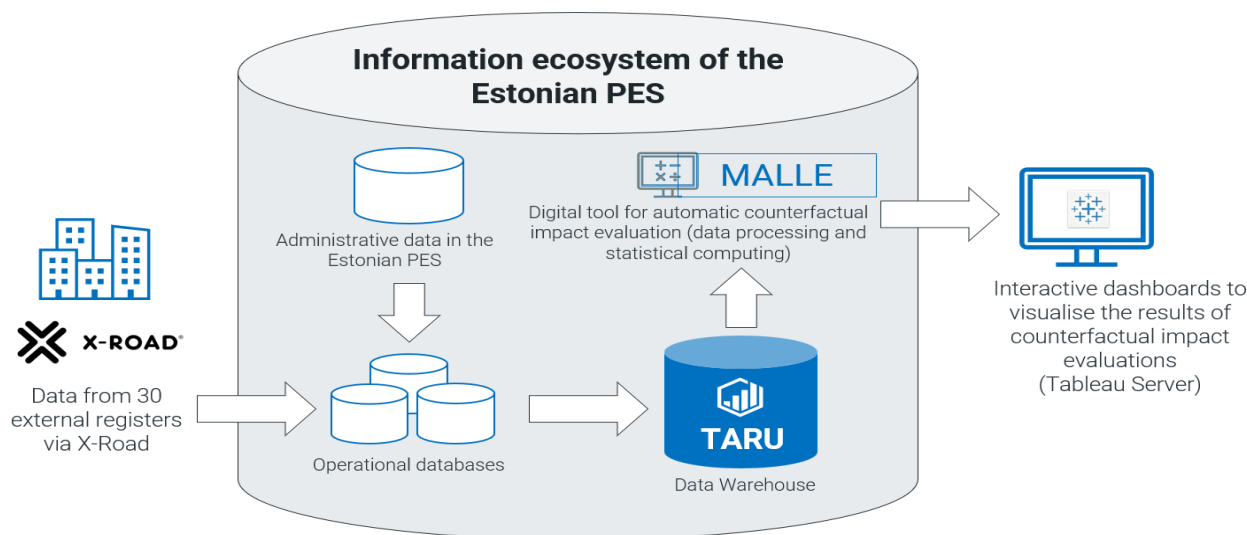 Information ecosystem of the
Estonian PES
MALLE
Digital tool for automatic counterfactual
impact evaluation (data processing and
statistical computing)
Administrative data in the
Estonian PES
X-ROAD®
Data from 30
external registers
via X-Road
Operational databases
TARU
Data Warehouse
Interactive dashboards to
visualise the results of
counterfactual impact
evaluations
(Tableau Server)